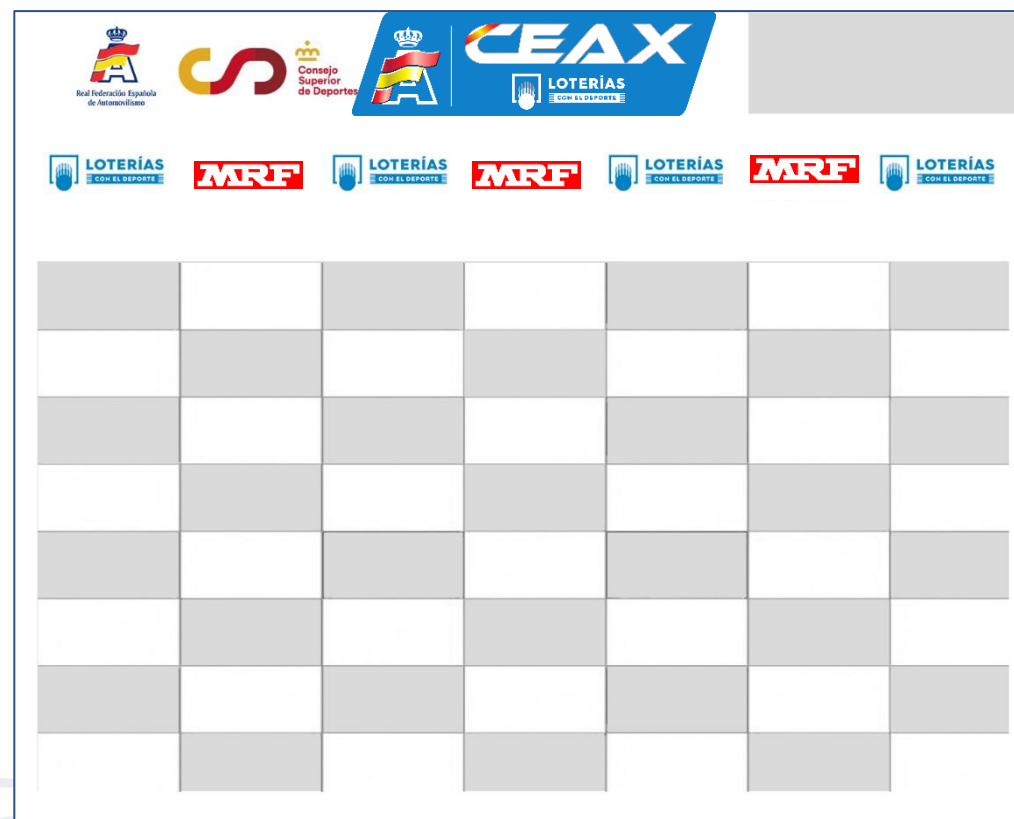 Real Federación Española
de Automovilismo
Consejo
Superior
de Deportes
CEAX
LOTERÍAS
CON EL DEPORTE
LOTERÍAS
CON EL DEPORTE
MRF
LOTERÍAS
CON EL DEPORTE
MRF
LOTERÍAS
CON EL DEPORTE
MRF
LOTERÍAS
CON EL DEPORTE